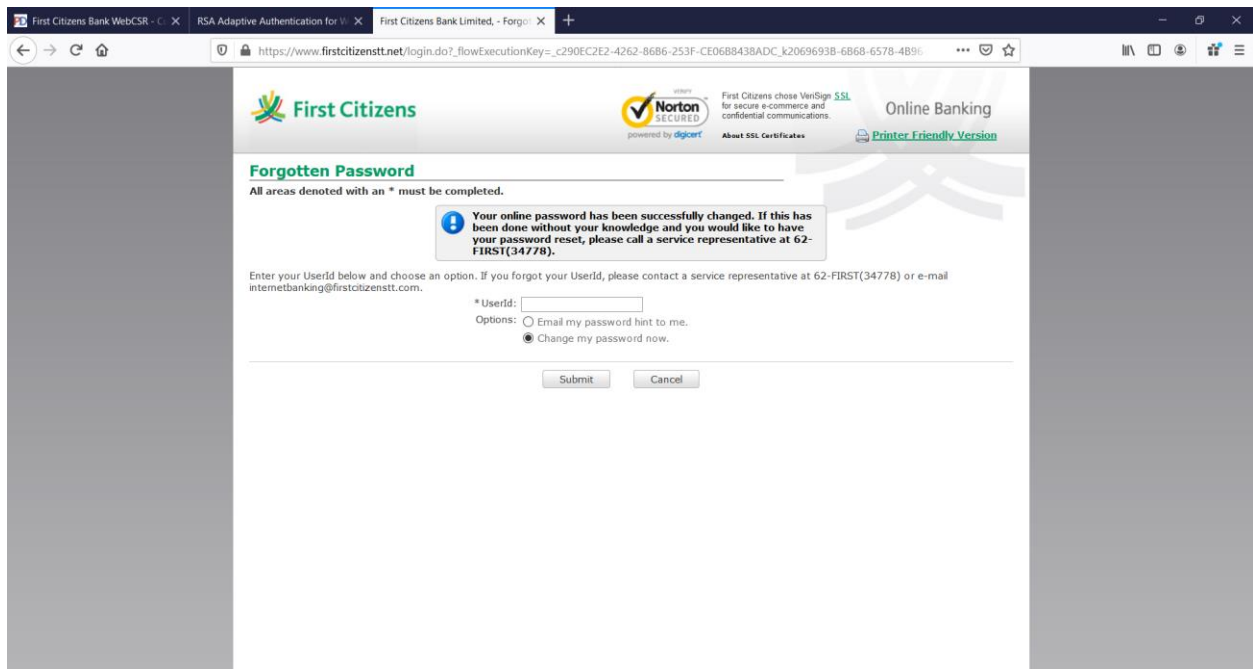 First Citizens Bank WebCSR - C
RSA Adaptive Authentication for W
First Citizens Bank Limited, - Forgot
https://www.firstcitizenstt.net/login.do?_flowExecutionKey=_c290EC2E2-4262-86B6-253F-CE06B8438ADC_k2069693B-6B68-6578-4B96
First Citizens
VERIFY
Norton
SECURED
powered by digicert
First Citizens chose VeriSign SSL
for secure e-commerce and
confidential communications.
About SSL Certificates
Online Banking
Printer Friendly Version
Forgotten Password
All areas denoted with an * must be completed.
Your online password has been successfully changed. If this has
been done without your knowledge and you would like to have
your password reset, please call a service representative at 62-
FIRST(34778).
Enter your UserId below and choose an option. If you forgot your UserId, please contact a service representative at 62-FIRST(34778) or e-mail
internetbanking@firstcitizenstt.com.
* UserId:
Options: Email my password hint to me.
Change my password now.
Submit Cancel